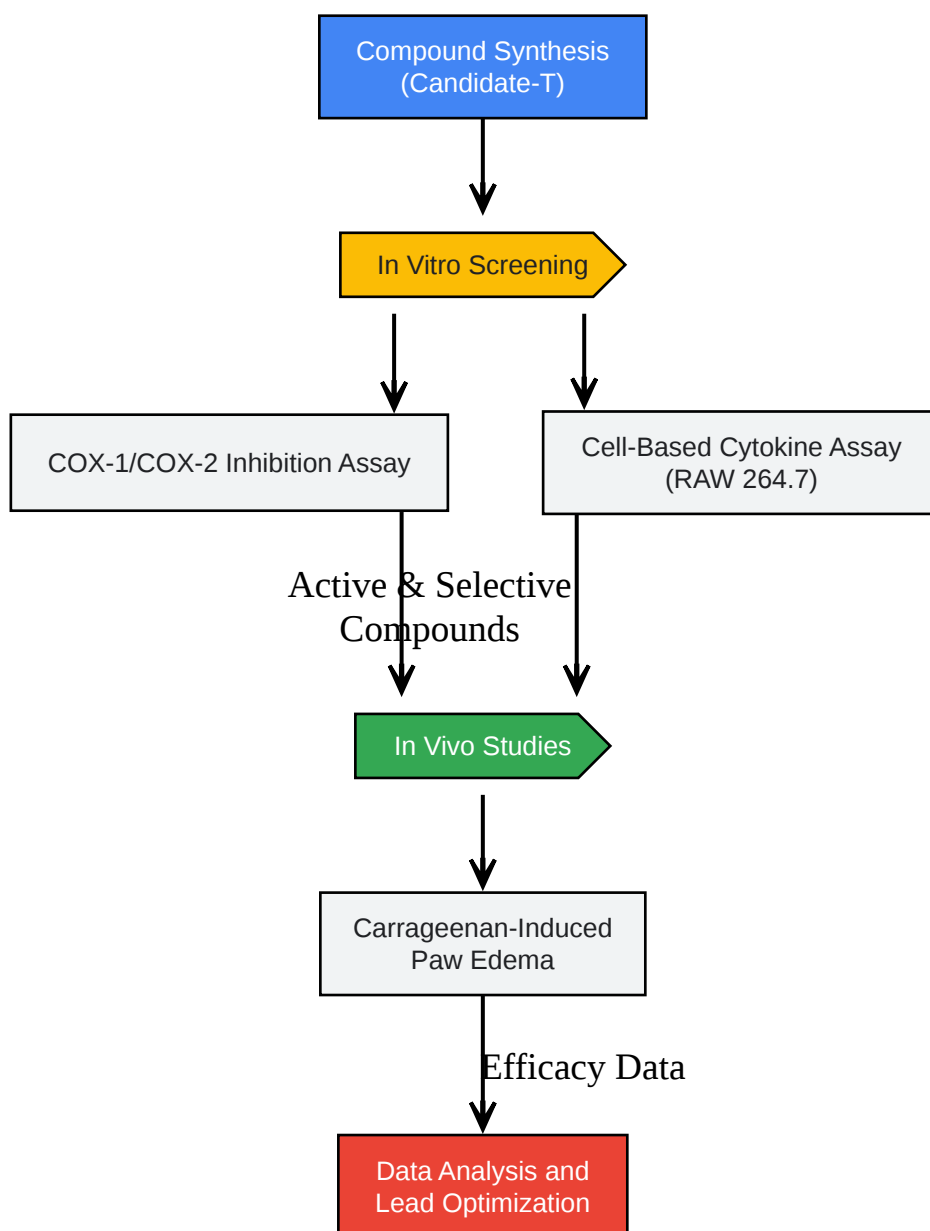 Compound Synthesis
(Candidate-T)
In Vitro Screening
COX-1/COX-2 Inhibition Assay
Cell-Based Cytokine Assay
(RAW 264.7)
Active & Selective
Compounds
In Vivo Studies
Carrageenan-Induced
Paw Edema
Efficacy Data
Data Analysis and
Lead Optimization